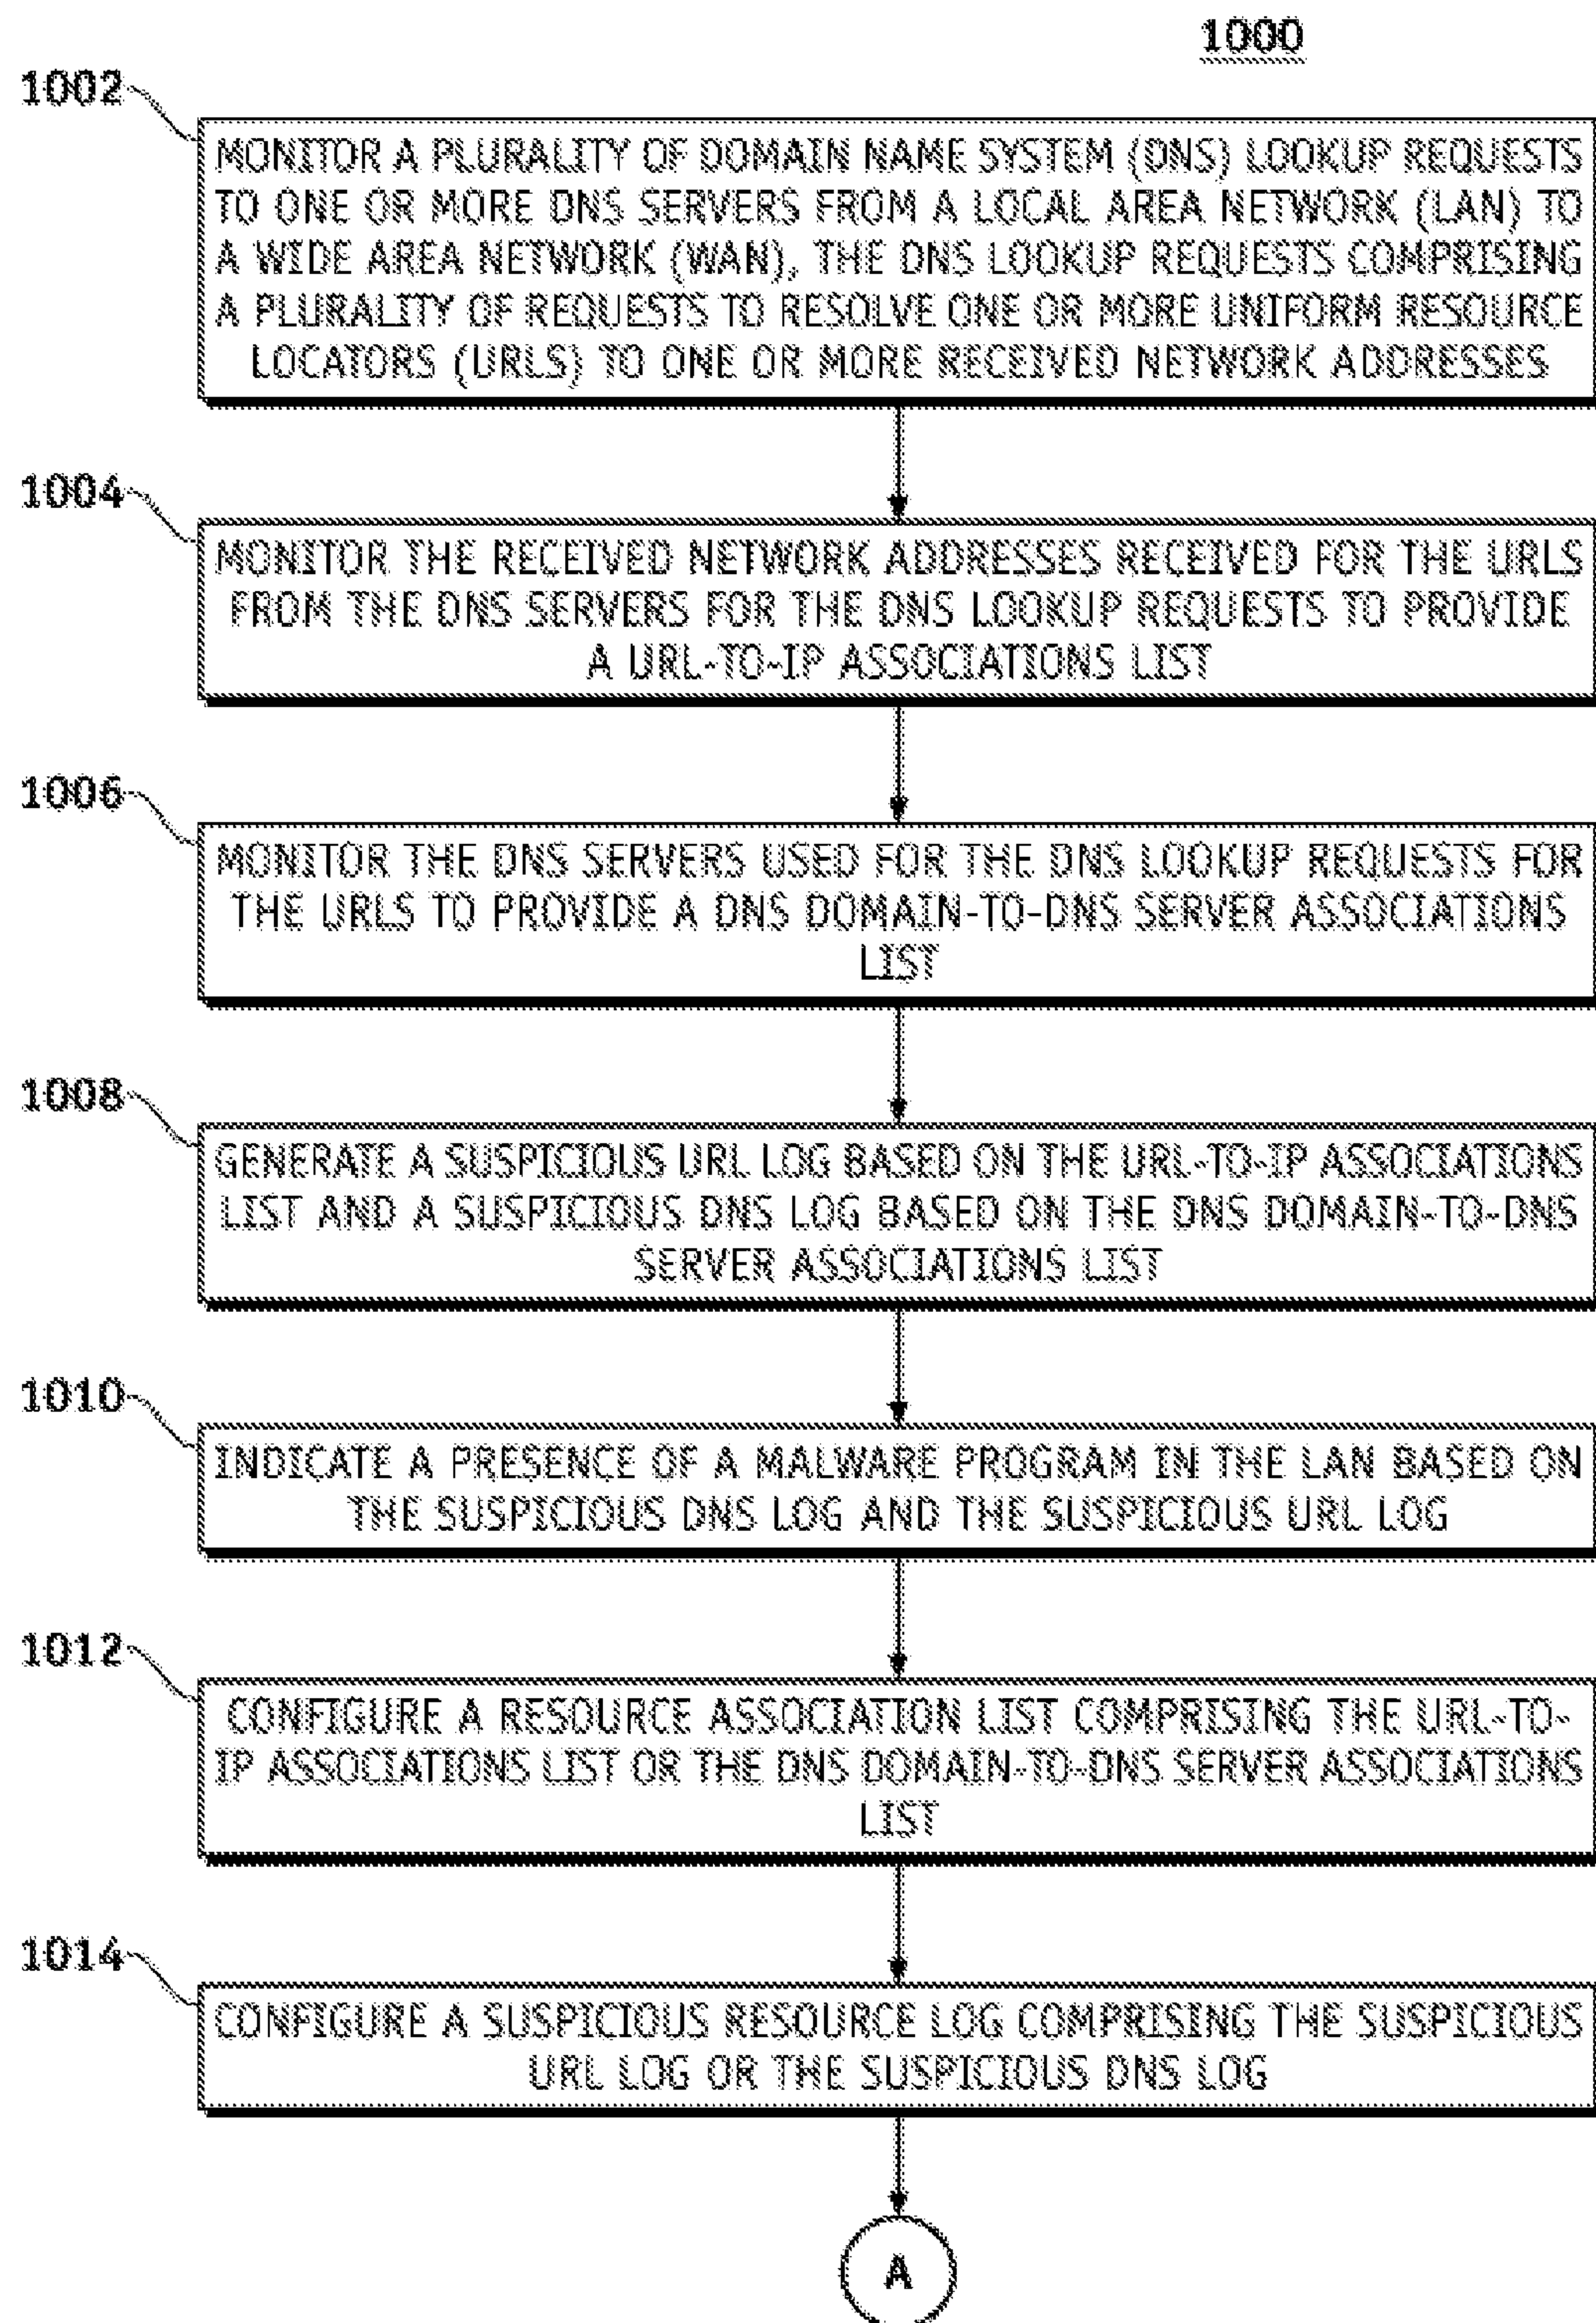 1000
1002
MONITOR A PLURALITY OF DOMAIN NAME SYSTEM (DNS) LOOKUP REQUESTS
TO ONE OR MORE DNS SERVERS FROM A LOCAL AREA NETWORK (LAN) TO
A WIDE AREA NETWORK (WAN), THE DNS LOOKUP REQUESTS COMPRISING
A PLURALITY OF REQUESTS TO RESOLVE ONE OR MORE UNIFORM RESOURCE
LOCATORS (URLS) TO ONE OR MORE RECEIVED NETWORK ADDRESSES
1004
MONITOR THE RECEIVED NETWORK ADDRESSES RECEIVED FOR THE URLS
FROM THE DNS SERVERS FOR THE DNS LOOKUP REQUESTS TO PROVIDE
A URL-TO-IP ASSOCIATIONS LIST
1006
MONITOR THE DNS SERVERS USED FOR THE DNS LOOKUP REQUESTS FOR
THE URLS TO PROVIDE A DNS DOMAIN-TO-DNS SERVER ASSOCIATIONS
LIST
1008
GENERATE A SUSPICIOUS URL LOG BASED ON THE URL-TO-IP ASSOCIATIONS
LIST AND A SUSPICIOUS DNS LOG BASED ON THE DNS DOMAIN-TO-DNS
SERVER ASSOCIATIONS LIST
1010
INDICATE A PRESENCE OF A MALWARE PROGRAM IN THE LAN BASED ON
THE SUSPICIOUS DNS LOG AND THE SUSPICIOUS URL LOG
1012
CONFIGURE A RESOURCE ASSOCIATION LIST COMPRISING THE URL-TO-
IP ASSOCIATIONS LIST OR THE DNS DOMAIN-TO-DNS SERVER ASSOCIATIONS
LIST
1014
CONFIGURE A SUSPICIOUS RESOURCE LOG COMPRISING THE SUSPICIOUS
URL LOG OR THE SUSPICIOUS DNS LOG
A